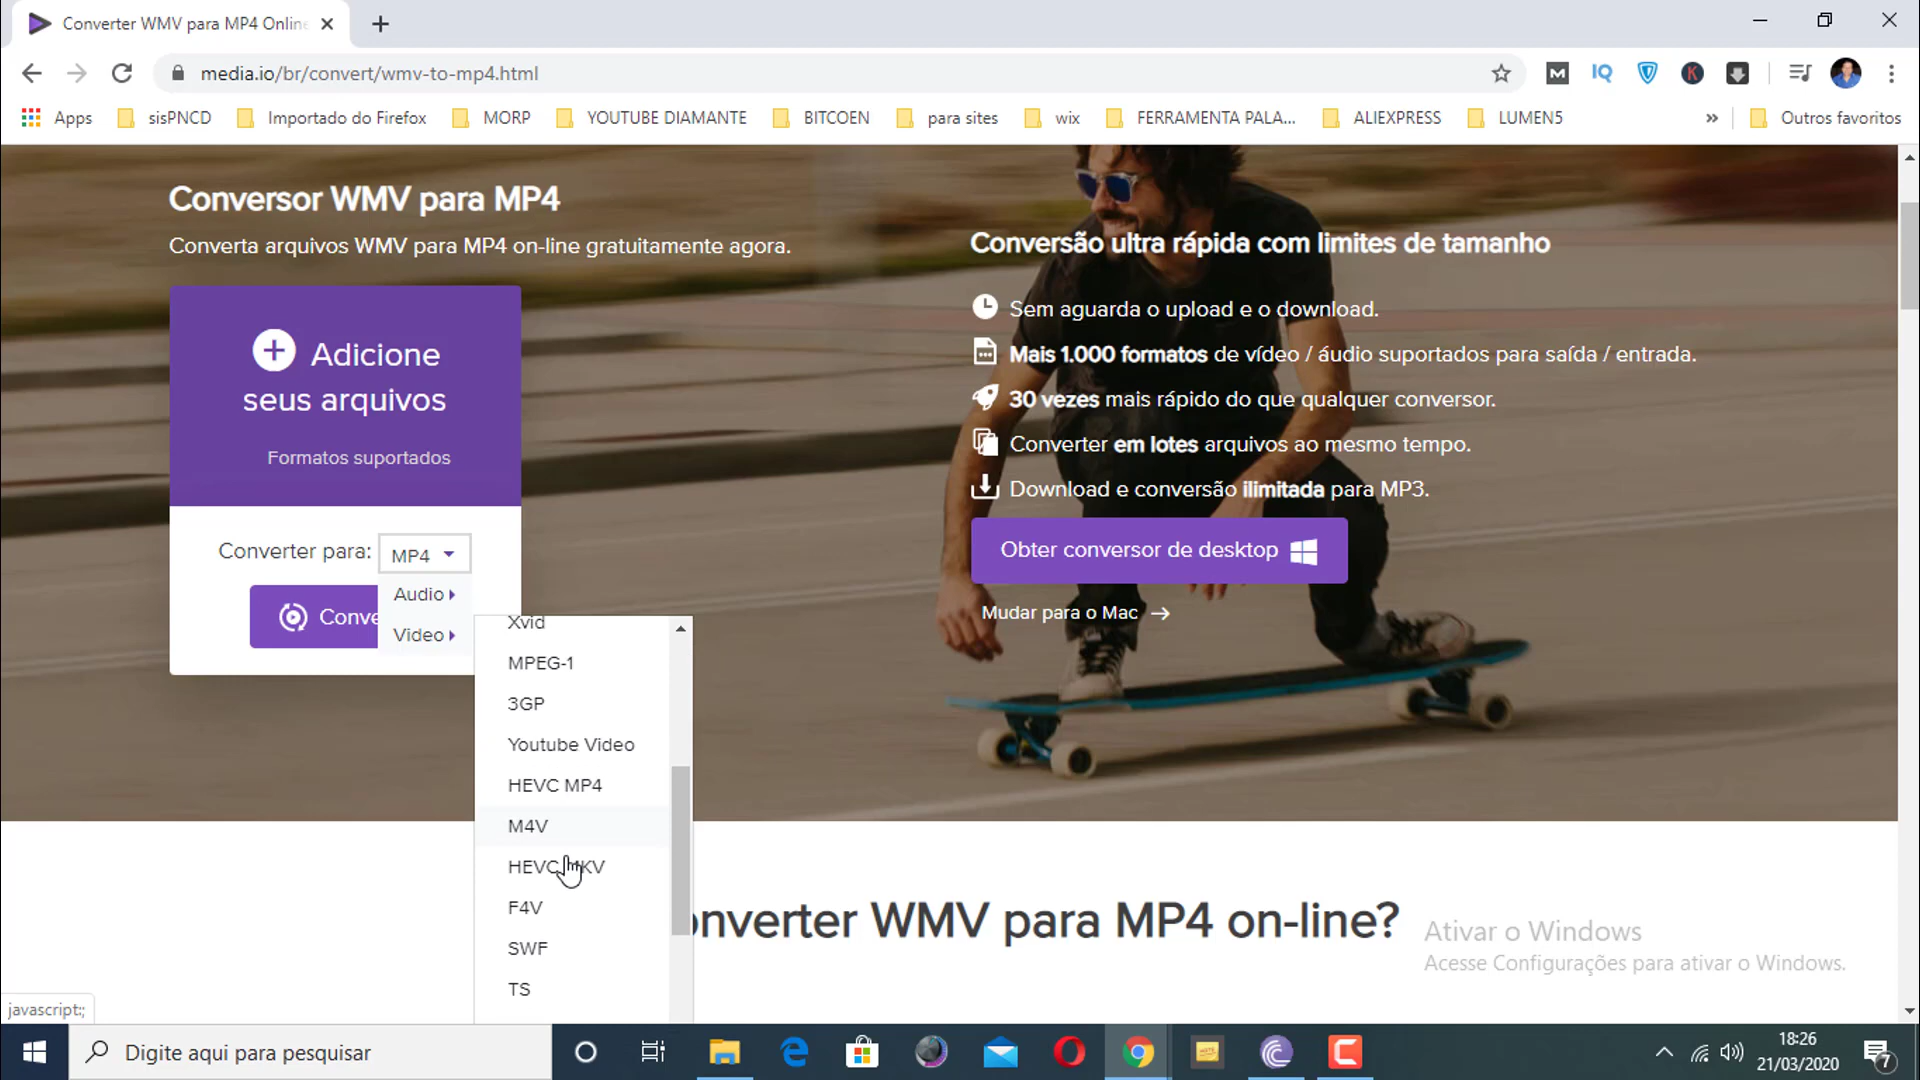 Converter WMV para MP4 Online
media.io/br/convert/wmv-to-mp4.html
Apps
sisPNCD
Importado do Firefox
MORP
YOUTUBE DIAMANTE
BITCOEN
para sites
wix
FERRAMENTA PALA...
ALIEXPRESS
LUMEN5
»
Outros favoritos
Conversor WMV para MP4
Converta arquivos WMV para MP4 on-line gratuitamente agora.
Adicione
seus arquivos
Formatos suportados
Converter para: MP4
Audio
Video
Xvid
MPEG-1
3GP
Youtube Video
HEVC MP4
M4V
HEVC MKV
F4V
SWF
TS
Conversão ultra rápida com limites de tamanho
Sem aguarda o upload e o download.
Mais 1.000 formatos de vídeo / áudio suportados para saída / entrada.
30 vezes mais rápido do que qualquer conversor.
Converter em lotes arquivos ao mesmo tempo.
Download e conversão ilimitada para MP3.
Obter conversor de desktop
Mudar para o Mac →
onverter WMV para MP4 on-line?
Ativar o Windows
Acesse Configurações para ativar o Windows.
javascript:;
Digite aqui para pesquisar
18:26
21/03/2020
7